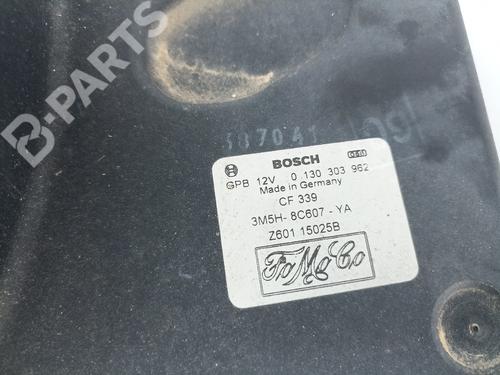 B-PARTS
BOSCH
GPB 12V 0 130 303 962
Made in Germany
CF 339
3M5H- 8C607 - YA
Z601 15025B
FoMoCo
B-PARTS